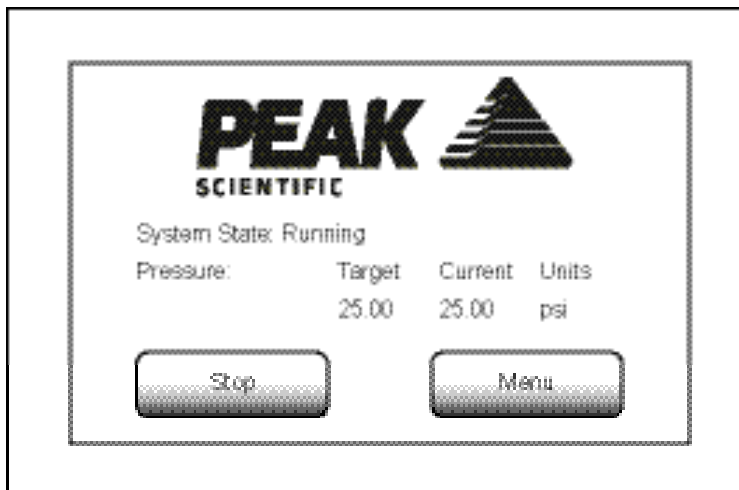 PEAK
SCIENTIFIC
System State: Running
Pressure: Target Current Units
25.00 25.00 psi
Stop Menu